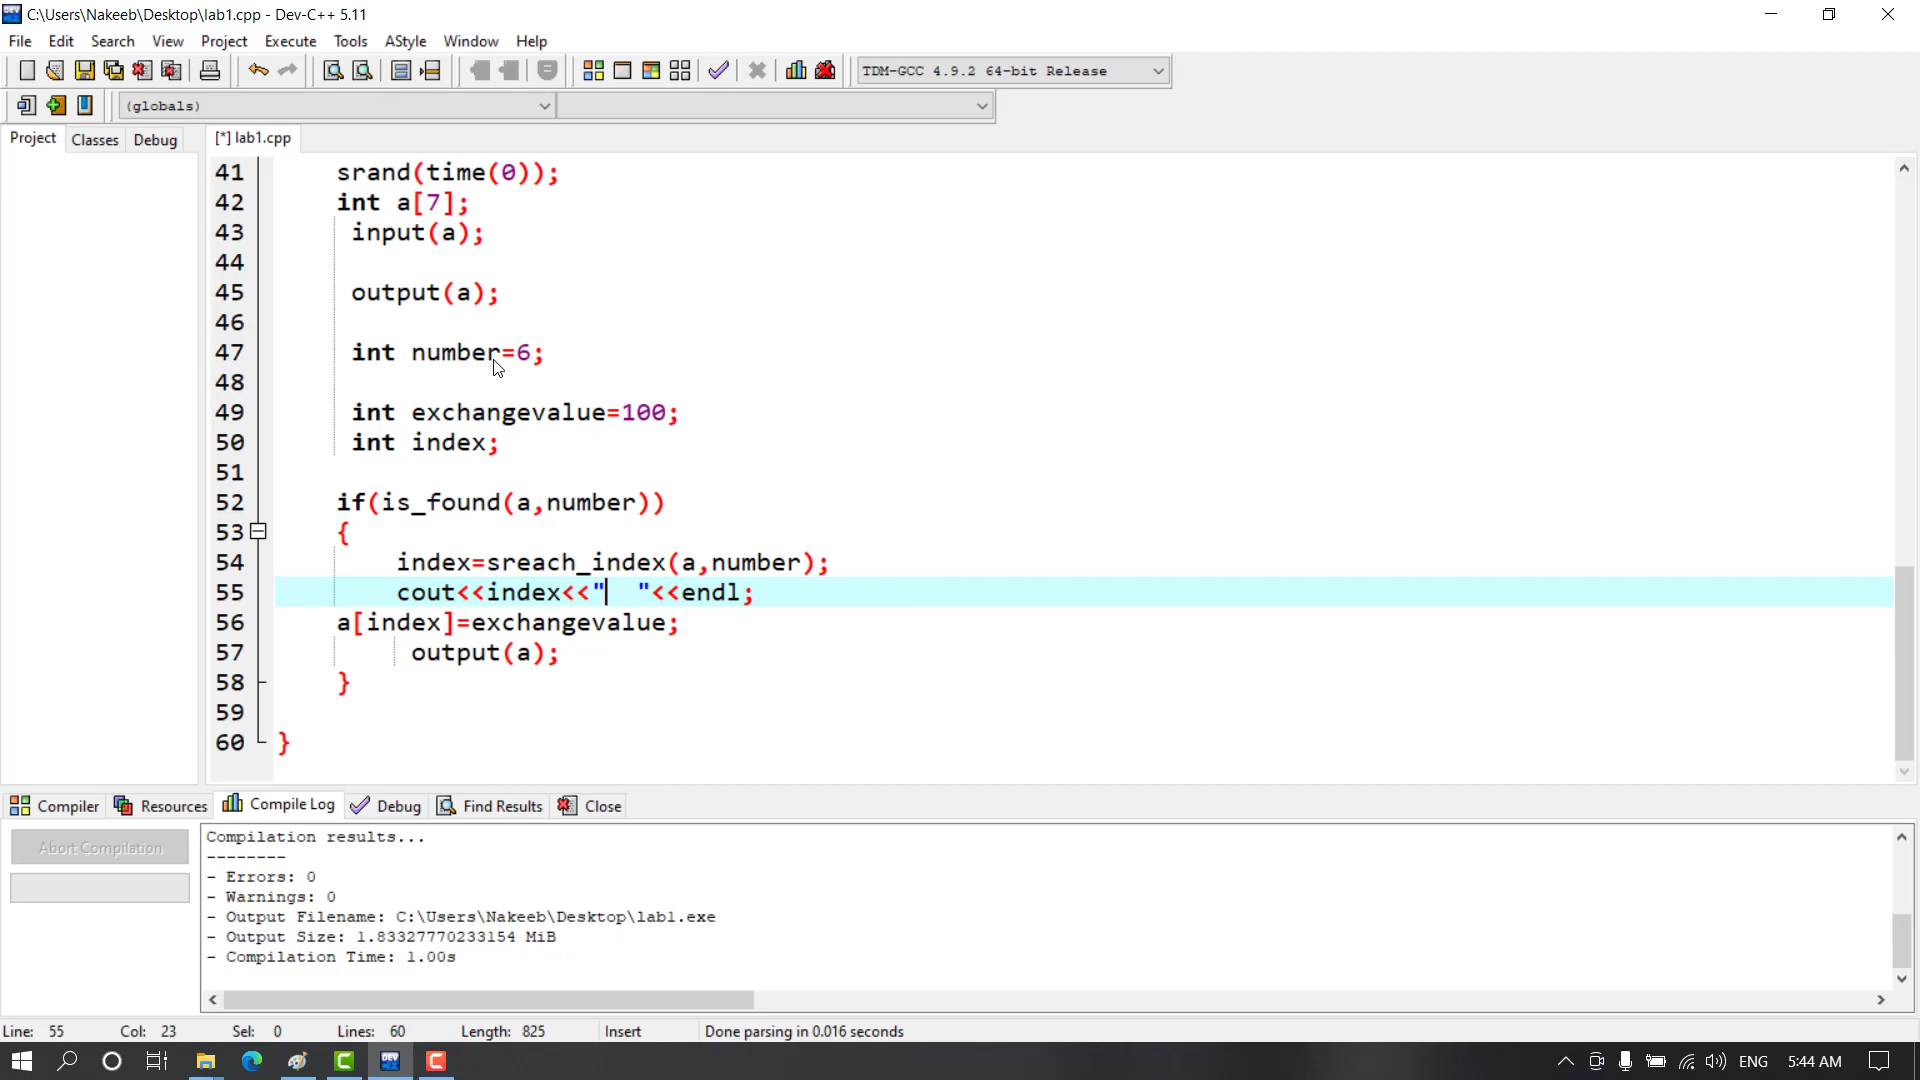 C:\Users\Nakeeb\Desktop\lab1.cpp - Dev-C++ 5.11
File Edit Search View Project Execute Tools AStyle Window Help
TDM-GCC 4.9.2 64-bit Release
(globals)
Project Classes Debug [*] lab1.cpp
41 srand(time(0));
42 int a[7];
43 input(a);
44
45 output(a);
46
47 int number=6;
48
49 int exchangevalue=100;
50 int index;
51
52 if(is_found(a,number))
53 {
54 index=sreach_index(a,number);
55 cout<<index<<"  "<<endl;
56 a[index]=exchangevalue;
57 output(a);
58 }
59
60 }
Compiler Resources Compile Log Debug Find Results Close
Abort Compilation
Compilation results...
--------
- Errors: 0
- Warnings: 0
- Output Filename: C:\Users\Nakeeb\Desktop\lab1.exe
- Output Size: 1.83327770233154 MiB
- Compilation Time: 1.00s
Line: 55 Col: 23 Sel: 0 Lines: 60 Length: 825 Insert Done parsing in 0.016 seconds
DEV
ENG 5:44 AM